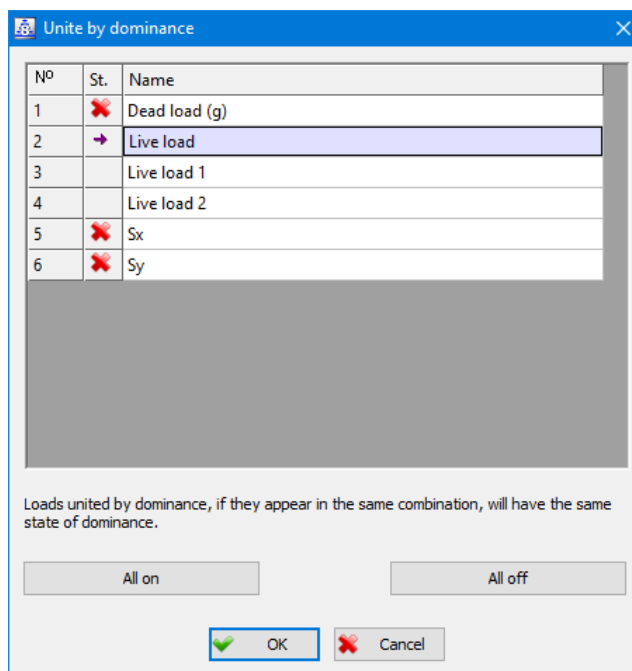 Unite by dominance
Nº St. Name
1 Dead load (g)
2 Live load
3 Live load 1
4 Live load 2
5 Sx
6 Sy
Loads united by dominance, if they appear in the same combination, will have the same
state of dominance.
All on All off
OK Cancel